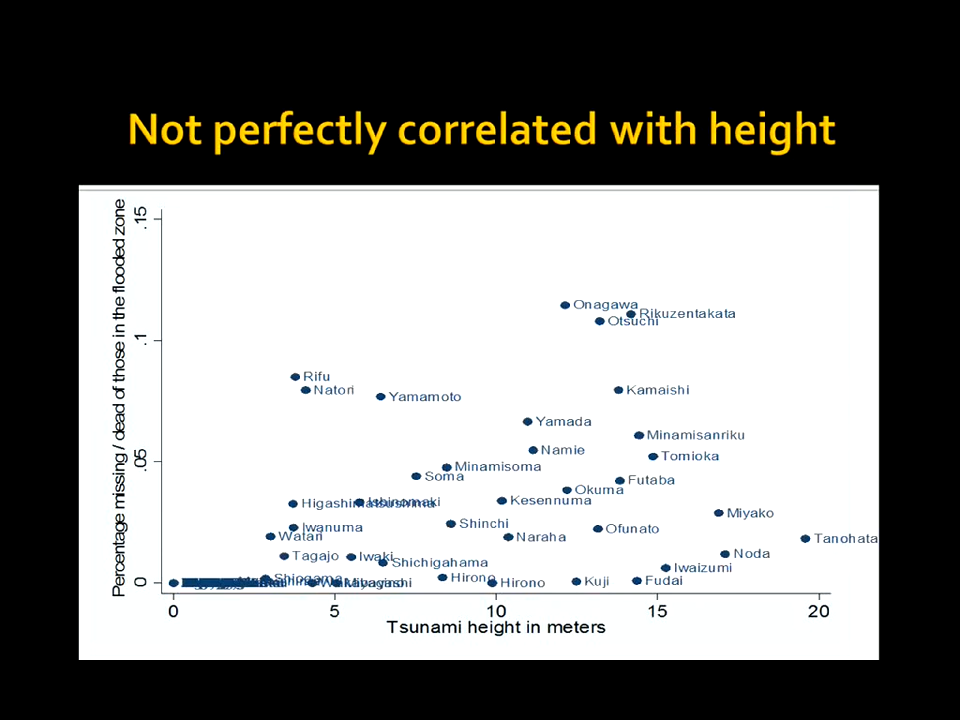 Not perfectly correlated with height
Percentage missing / dead of those in the flooded zone
.15
.1
.05
0
Onagawa
Rikuzentakata
Otsuchi
Rifu
Natori
Yamamoto
Kamaishi
Yamada
Minamisanriku
Namie
Tomioka
Minamisoma
Soma
Futaba
Okuma
Higashimatsushima
Ishinomaki
Kesennuma
Miyako
Iwanuma
Shinchi
Ofunato
Watari
Naraha
Tanohata
Tagajo
Iwaki
Noda
Shichigahama
Iwaizumi
Shiogama
Hirono
Hirono
Kuji
Fudai
0 5 10 15 20
Tsunami height in meters